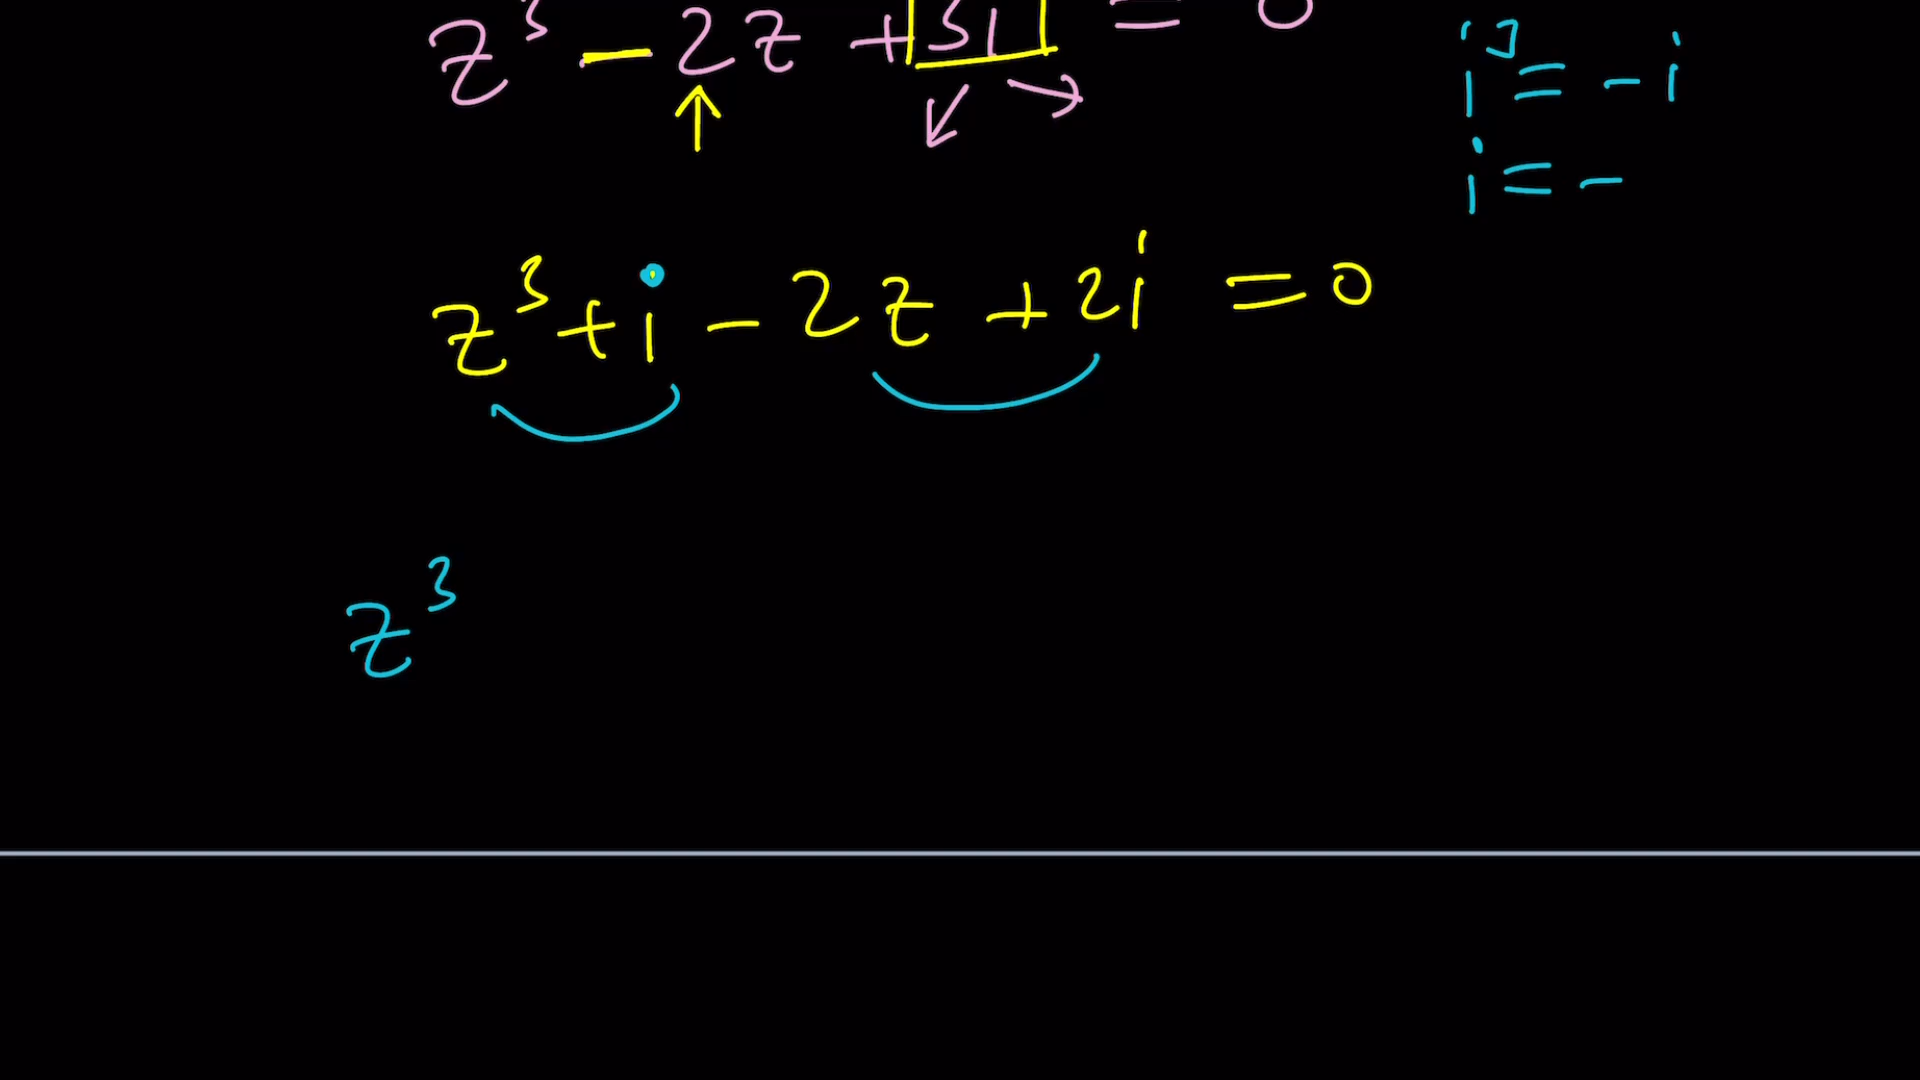 z³ - 2z + 3i = 0
i³ = -i
i = -
z³ + i - 2z + 2i = 0
z³